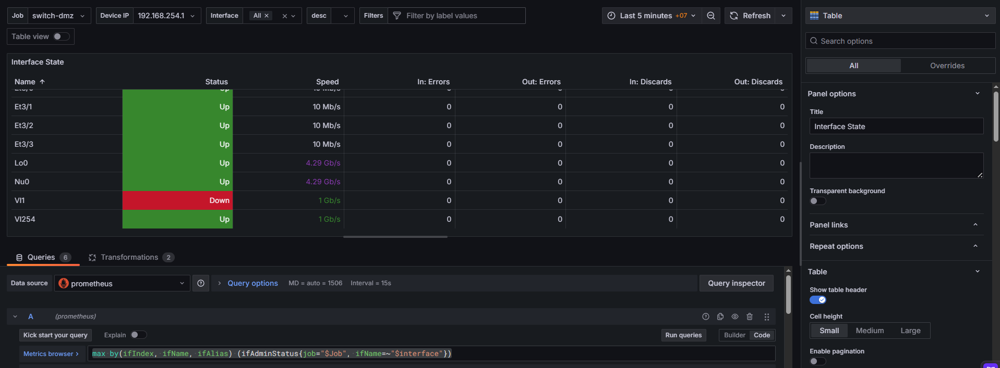 Job switch-dmz Device IP 192.168.254.1 Interface All desc Filters Filter by label values Last 5 minutes +07 Refresh
Table view
Interface State
Name Status Speed In: Errors Out: Errors In: Discards Out: Discards
Et3/1 Up 10 Mb/s 0 0 0 0
Et3/2 Up 10 Mb/s 0 0 0 0
Et3/3 Up 10 Mb/s 0 0 0 0
Lo0 Up 4.29 Gb/s 0 0 0 0
Nu0 Up 4.29 Gb/s 0 0 0 0
Vl1 Down 1 Gb/s 0 0 0 0
Vl254 Up 1 Gb/s 0 0 0 0
Queries 6 Transformations 2
Data source prometheus Query options MD = auto = 1506 Interval = 15s Query inspector
A (prometheus)
Kick start your query Explain Run queries Builder Code
Metrics browser > max by(ifIndex, ifName, ifAlias) (ifAdminStatus{job="$Job", ifName=~"$interface"})
Table
Search options
All Overrides
Panel options
Title
Interface State
Description
Transparent background
Panel links
Repeat options
Table
Show table header
Cell height
Small Medium Large
Enable pagination